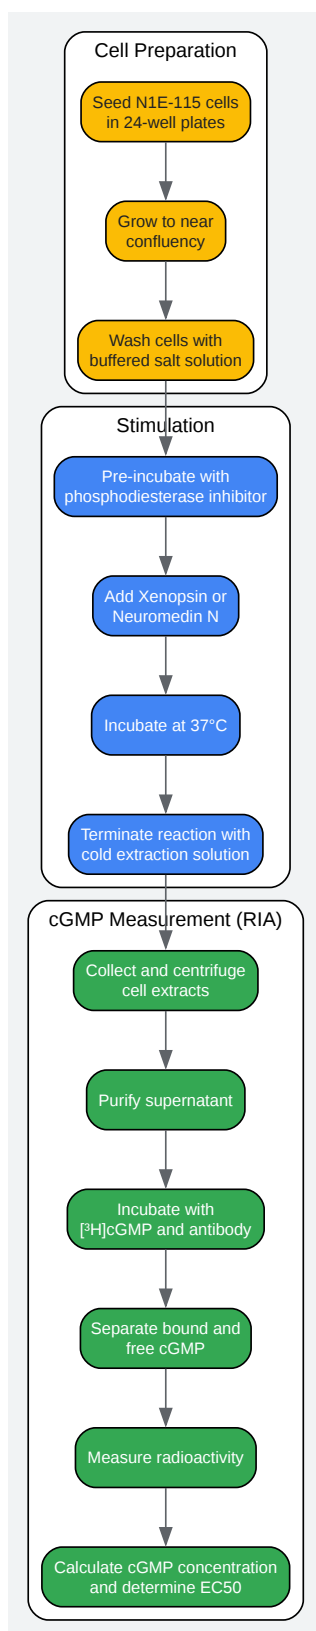 Cell Preparation
Seed N1E-115 cells
in 24-well plates
Grow to near
confluency
Wash cells with
buffered salt solution
Stimulation
Pre-incubate with
phosphodiesterase inhibitor
Add Xenopsin or
Neuromedin N
Incubate at 37°C
Terminate reaction with
cold extraction solution
cGMP Measurement (RIA)
Collect and centrifuge
cell extracts
Purify supernatant
Incubate with
[³H]cGMP and antibody
Separate bound and
free cGMP
Measure radioactivity
Calculate cGMP concentration
and determine EC50